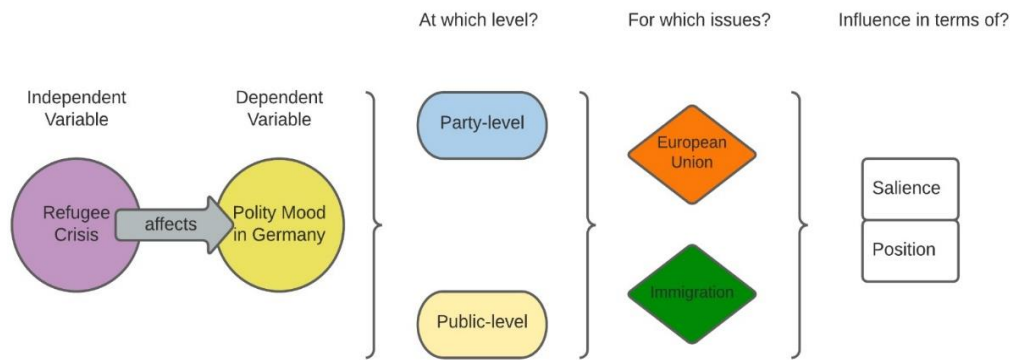 At which level?
For which issues?
Influence in terms of?
Independent
Variable
Dependent
Variable
Refugee
Crisis
affects
Polity Mood
in Germany
Party-level
Public-level
European
Union
Immigration
Salience
Position